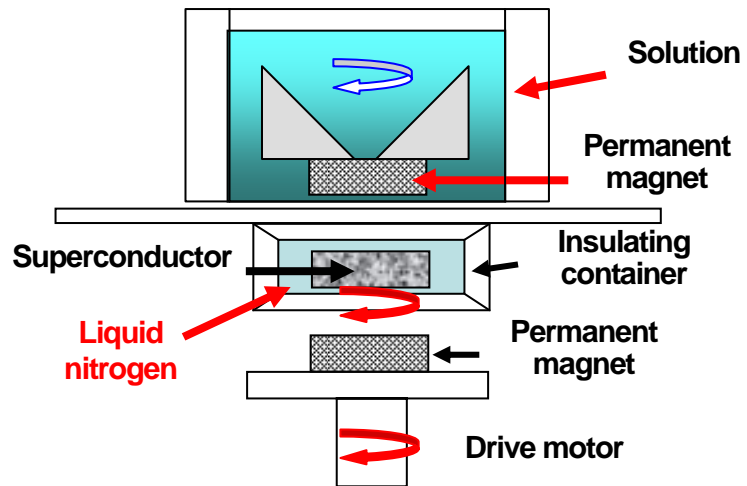 Solution
Permanent
magnet
Superconductor
Insulating
container
Liquid
nitrogen
Permanent
magnet
Drive motor